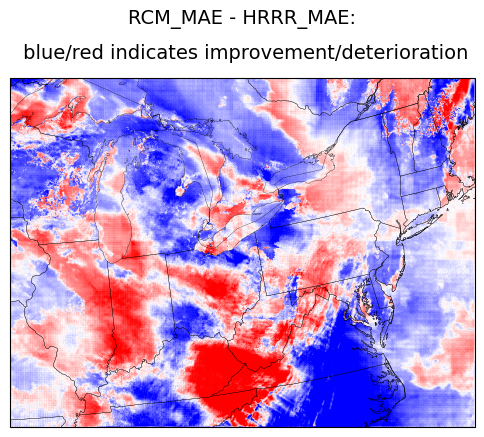 RCM_MAE - HRRR_MAE:
blue/red indicates improvement/deterioration